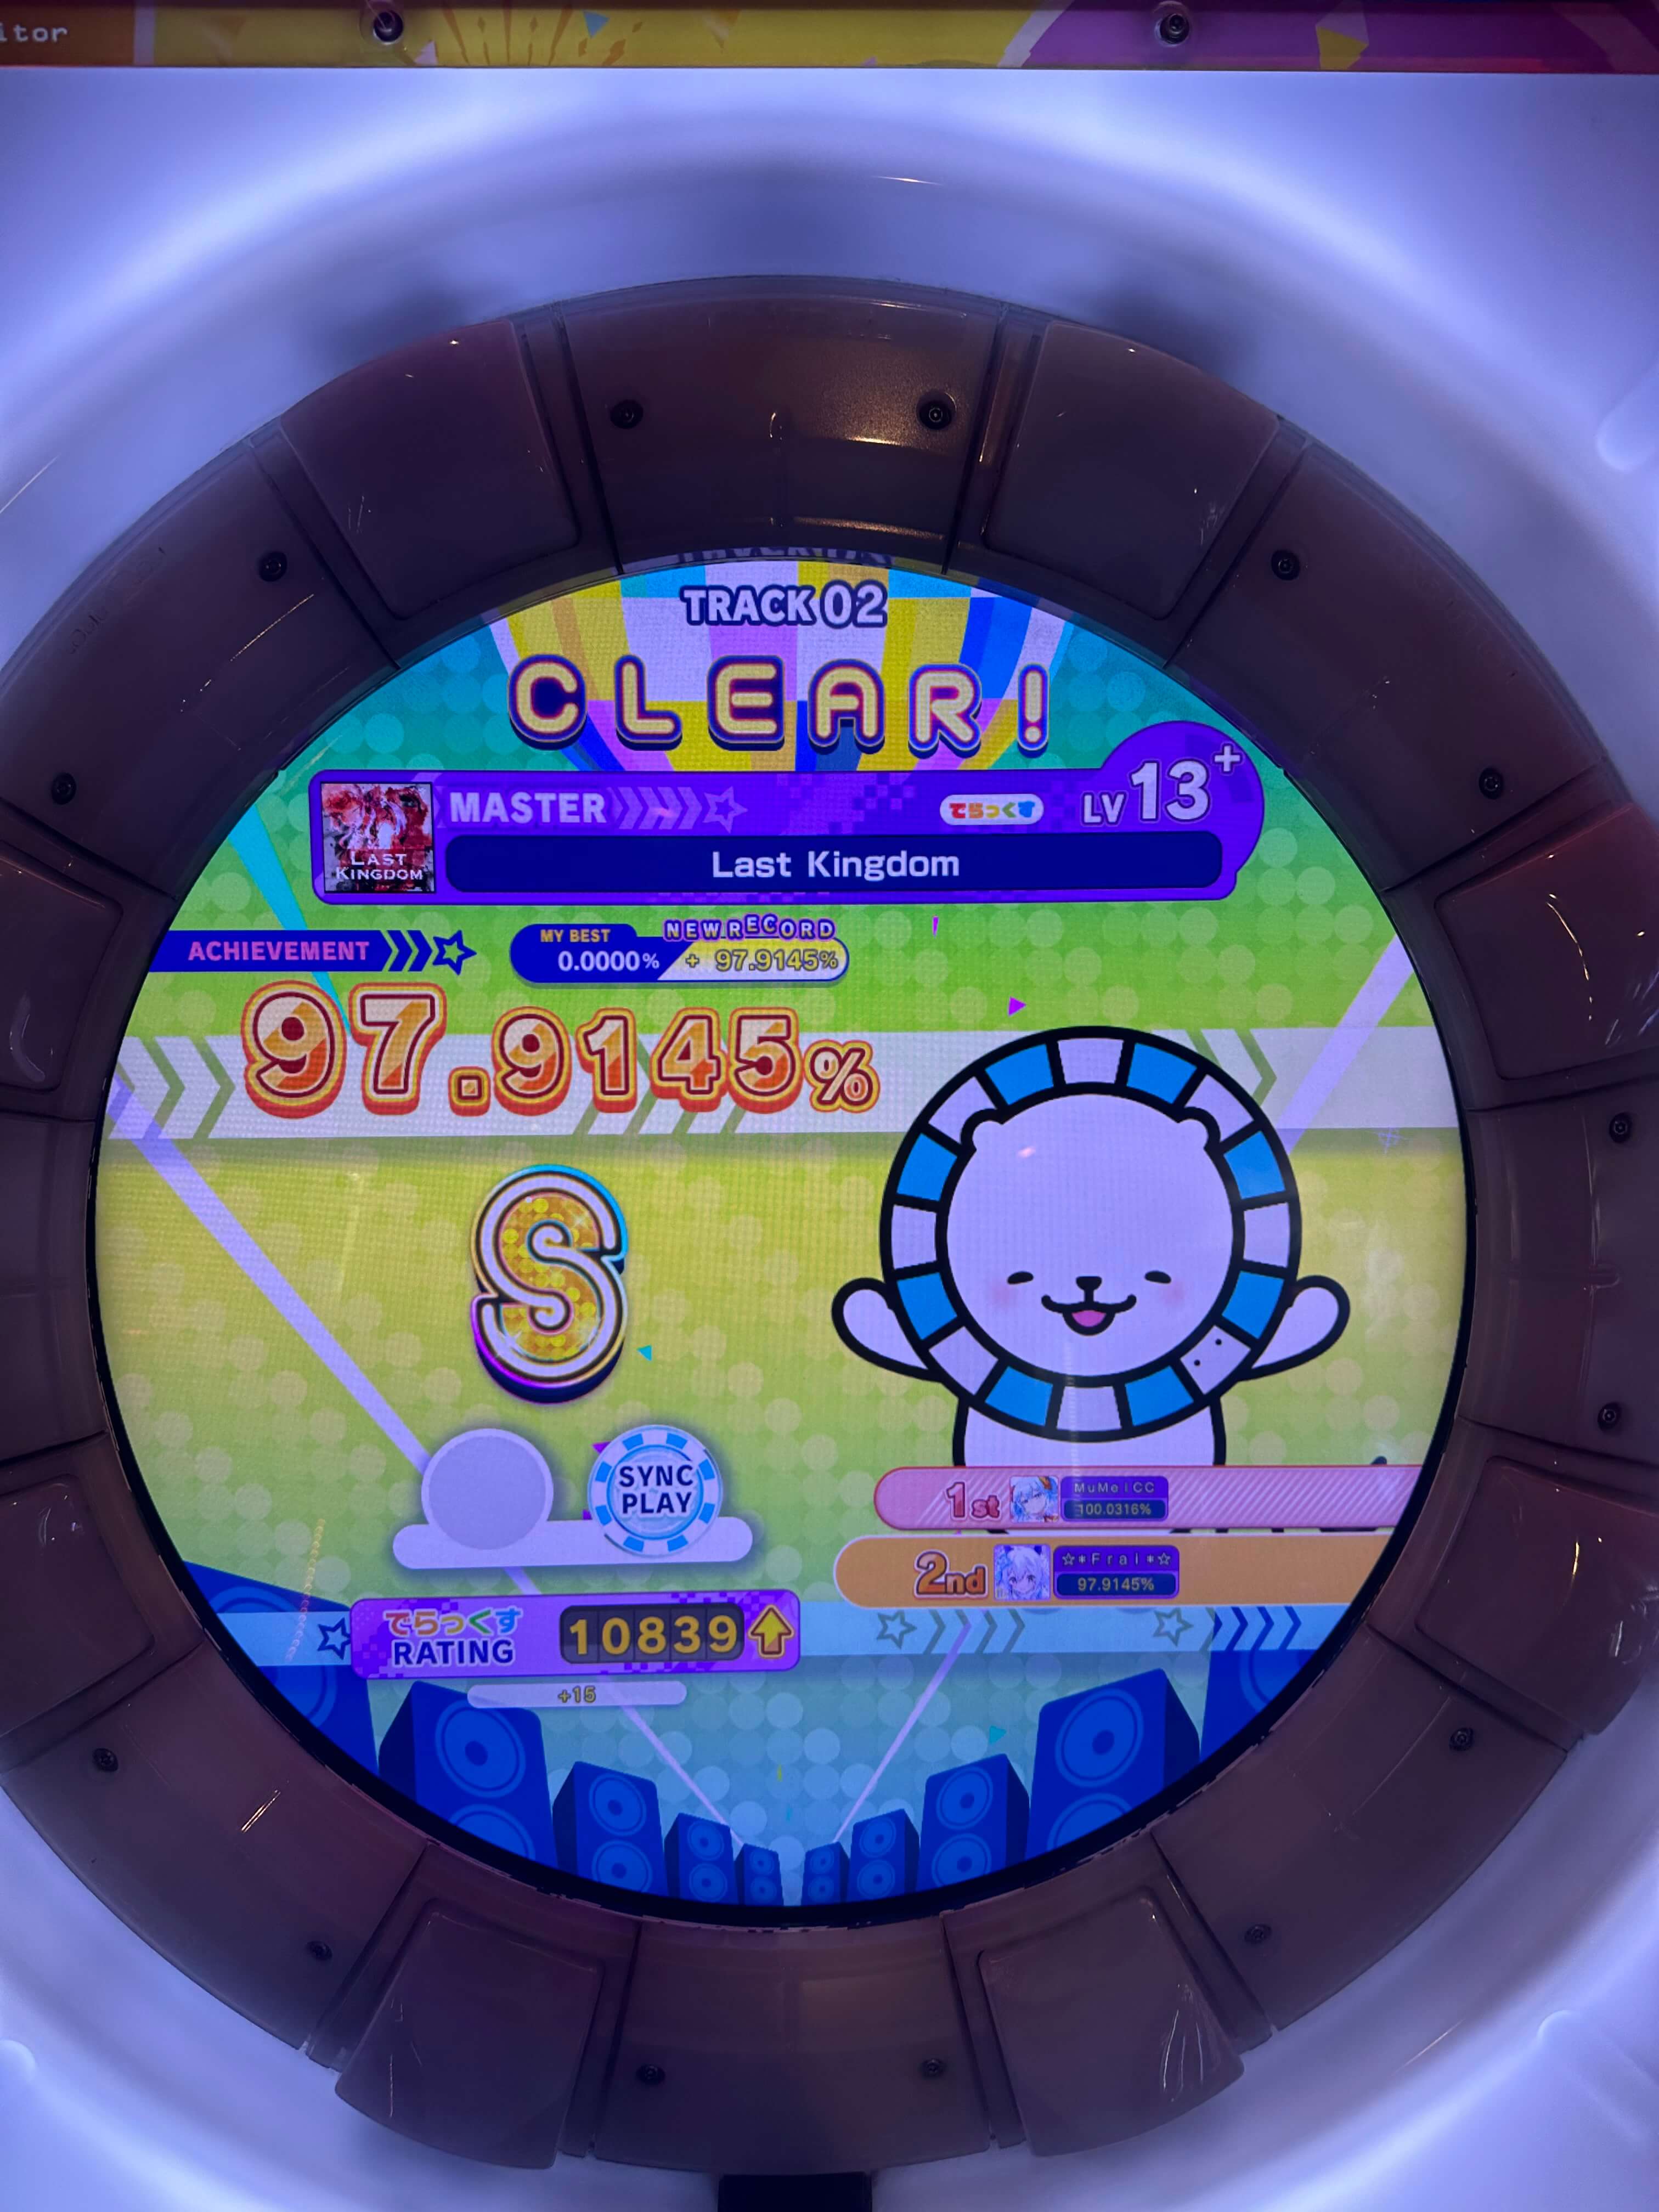 itor
TRACK 02
CLEAR!
MASTER
でらっくす
LV 13+
LAST
KINGDOM
Last Kingdom
ACHIEVEMENT
MY BEST
NEW RECORD
0.0000%
+ 97.9145%
97.9145%
S
SYNC
PLAY
1st
MuMeiCC
100.0316%
2nd
☆*Frai*☆
97.9145%
でらっくす
RATING
10839
+15